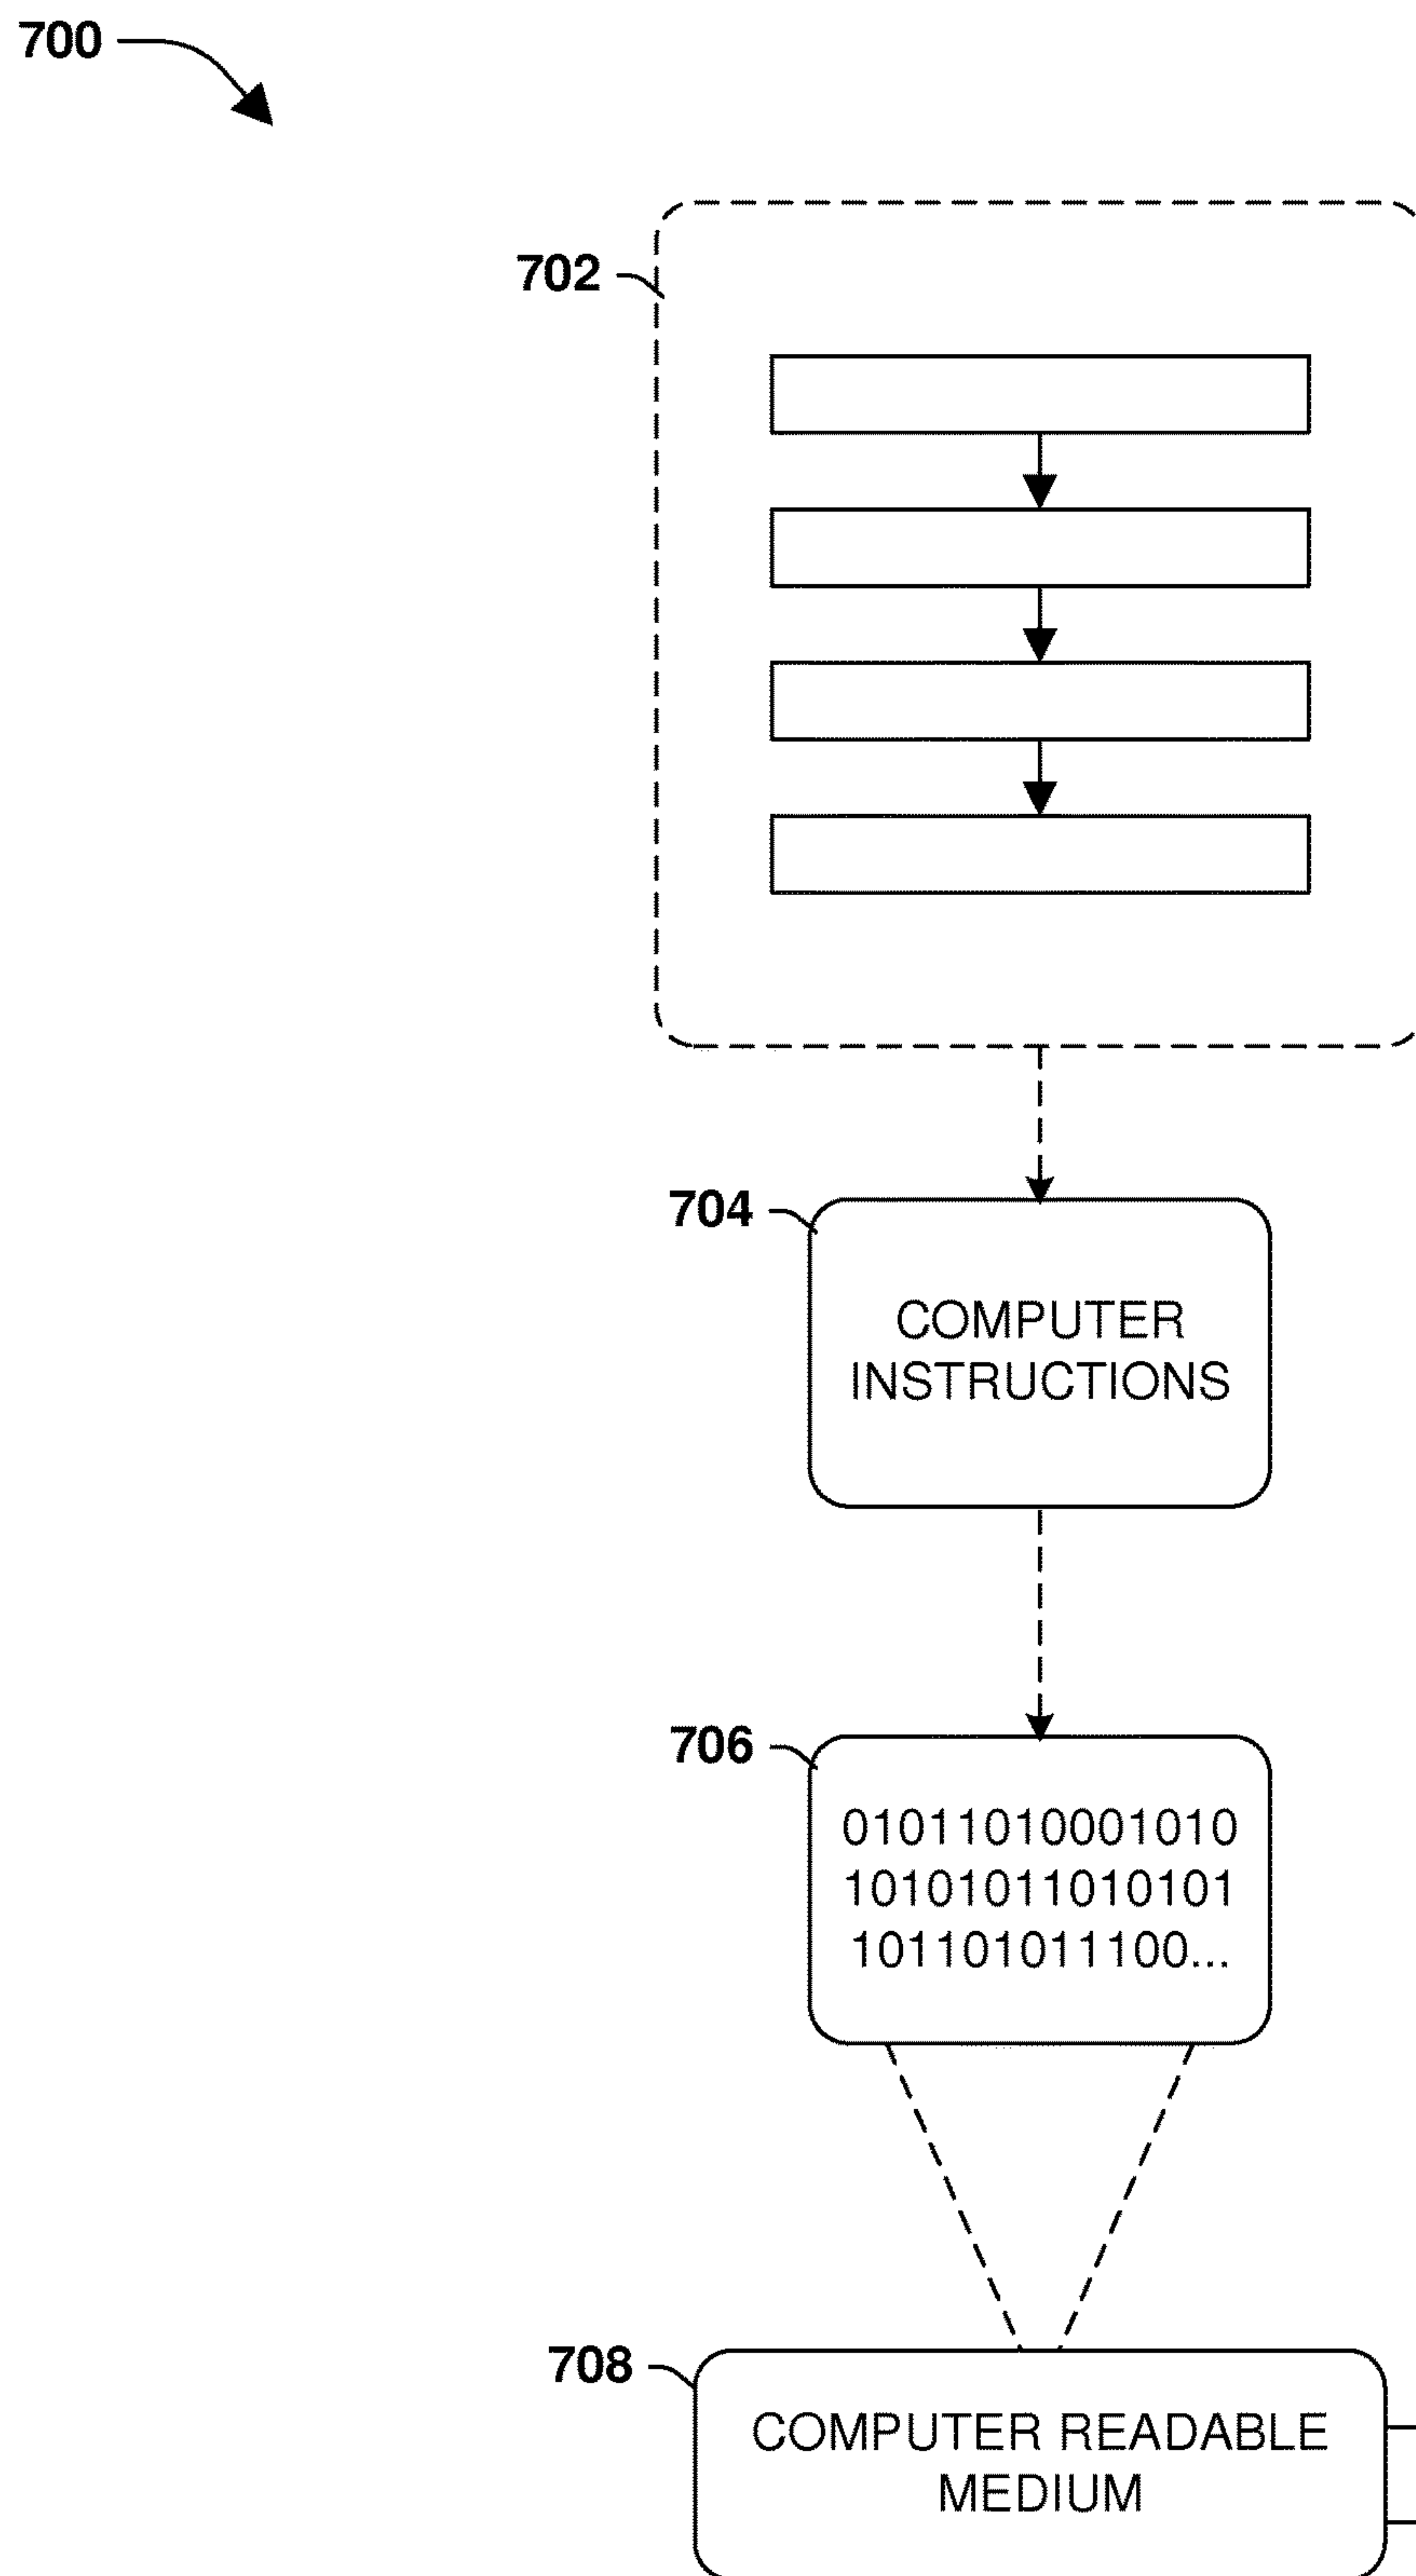 700
702
704
COMPUTER
INSTRUCTIONS
706
01011010001010
10101011010101
101101011100...
708
COMPUTER READABLE
MEDIUM